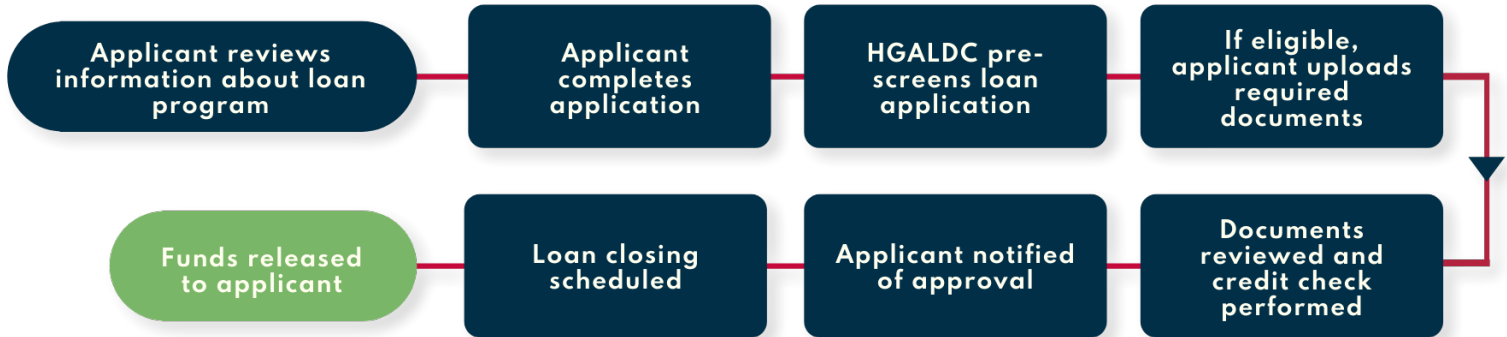 Applicant reviews
information about loan
program
Applicant
completes
application
HGALDC pre-
screens loan
application
If eligible,
applicant uploads
required
documents
Documents
reviewed and
credit check
performed
Applicant notified
of approval
Loan closing
scheduled
Funds released
to applicant